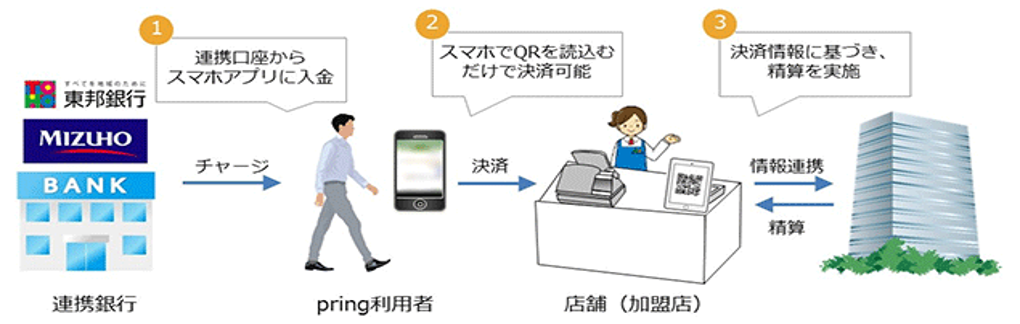 1
連携口座から
スマホアプリに入金
2
スマホでQRを読込む
だけで決済可能
3
決済情報に基づき、
精算を実施
すべてを地域のために
東邦銀行
MIZUHO
BANK
チャージ
決済
情報連携
精算
連携銀行
pring利用者
店舗（加盟店）